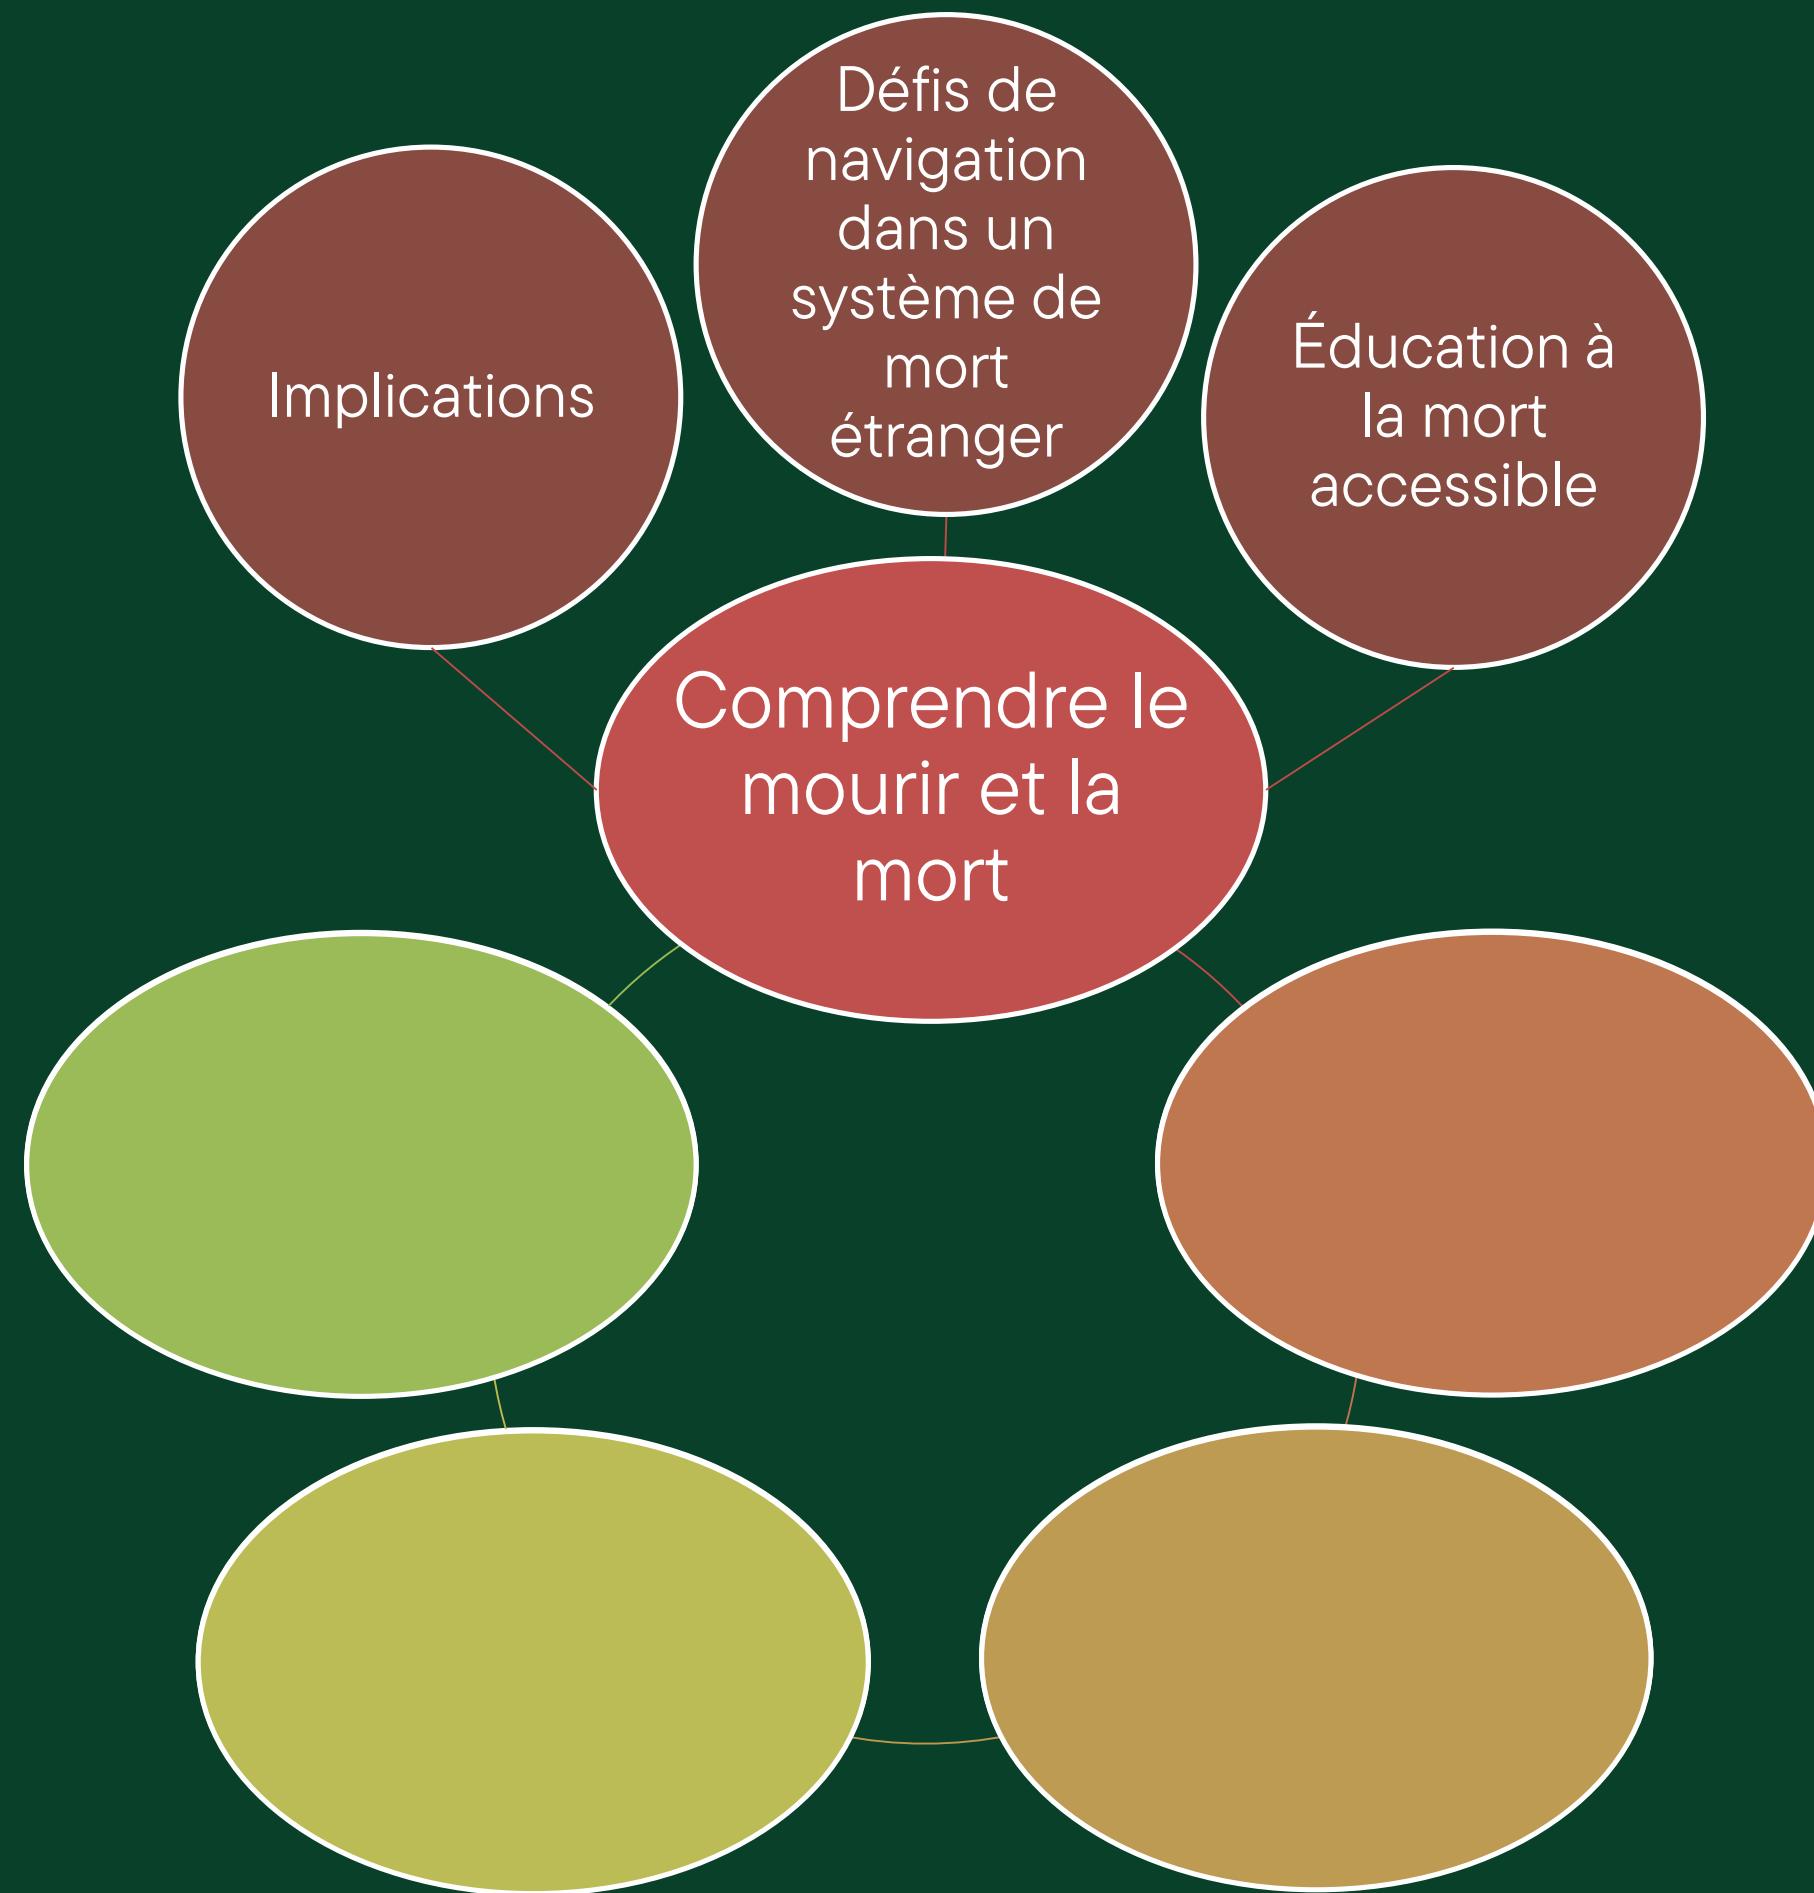 Défis de
navigation
dans un
système de
mort
étranger
Implications
Éducation à
la mort
accessible
Comprendre le
mourir et la
mort